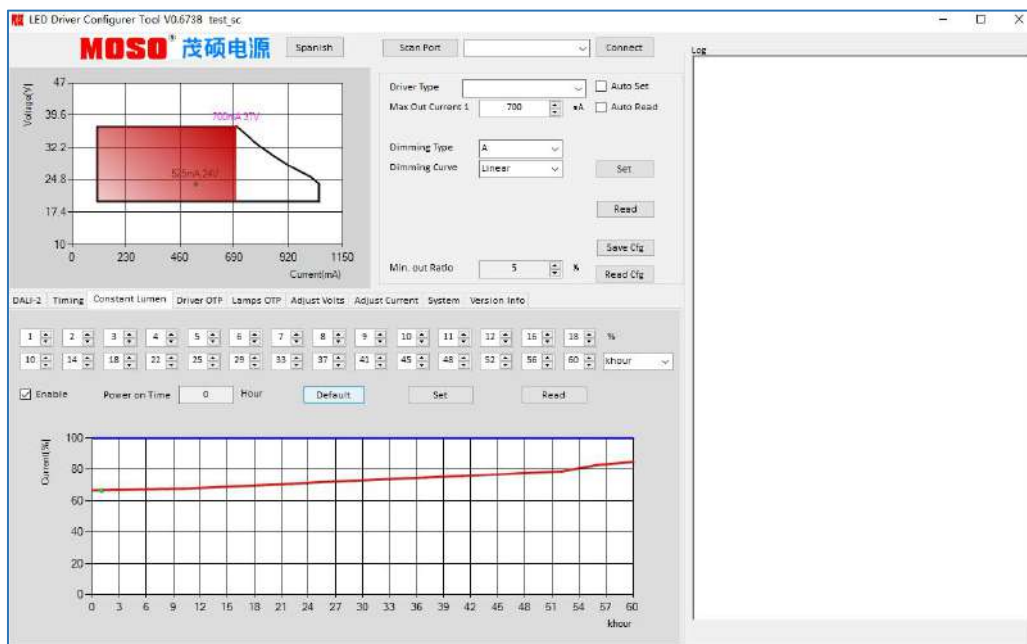 LED Driver Configurer Tool V0.6738 test_sc
MOSO® 茂硕电源 Spanish Scan Port Connect
Log
Voltage(V)
47
39.6
32.2
24.8
17.4
10
700mA 37V
525mA 24V
0 230 460 690 920 1150
Current(mA)
Driver Type Auto Set
Max Out Current 1 700 mA Auto Read
Dimming Type A
Dimming Curve Linear Set
Read
Save Cfg
Min. out Ratio 5 % Read Cfg
DALI-2 Timing Constant Lumen Driver OTP Lamps OTP Adjust Volts Adjust Current System Version Info
1 2 3 4 5 6 7 8 9 10 11 12 16 18 %
10 14 18 22 25 29 33 37 41 45 48 52 56 60 khour
Enable Power on Time 0 Hour Default Set Read
Current(%)
100
80
60
40
20
0
0 3 6 9 12 15 18 21 24 27 30 33 36 39 42 45 48 51 54 57 60
khour